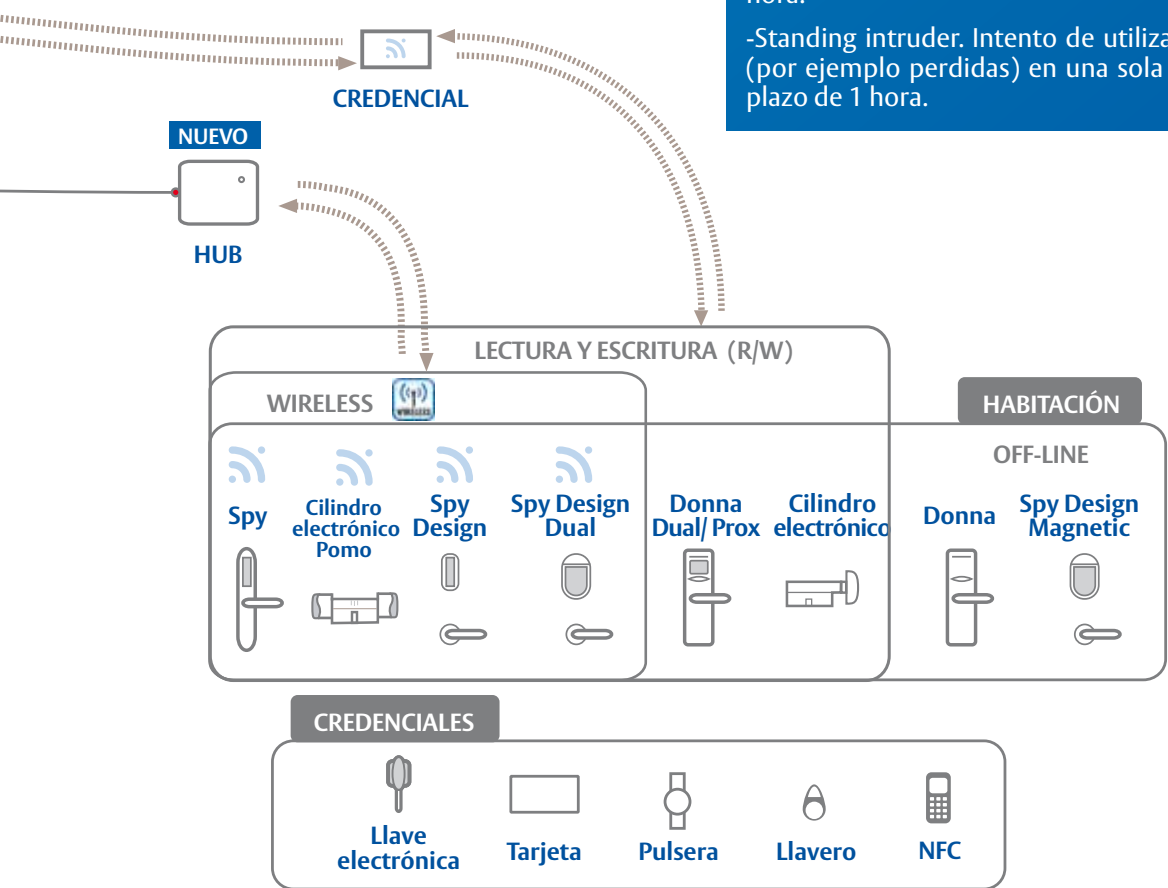 hora.
-Standing intruder. Intento de utiliza
(por ejemplo perdidas) en una sola
plazo de 1 hora.
CREDENCIAL
NUEVO
HUB
LECTURA Y ESCRITURA (R/W)
WIRELESS
WIRELESS
HABITACIÓN
OFF-LINE
Spy
Cilindro
electrónico
Pomo
Spy
Design
Spy Design
Dual
Donna
Dual/ Prox
Cilindro
electrónico
Donna
Spy Design
Magnetic
CREDENCIALES
Llave
electrónica
Tarjeta
Pulsera
Llavero
NFC